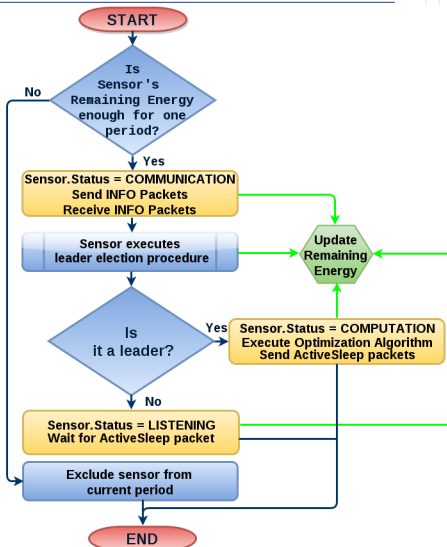 START
Is
Sensor's
Remaining Energy
enough for one
period?
No
Yes
Sensor.Status = COMMUNICATION
Send INFO Packets
Receive INFO Packets
Sensor executes
leader election procedure
Update
Remaining
Energy
Is
it a leader?
Yes
Sensor.Status = COMPUTATION
Execute Optimization Algorithm
Send ActiveSleep packets
No
Sensor.Status = LISTENING
Wait for ActiveSleep packet
Exclude sensor from
current period
END